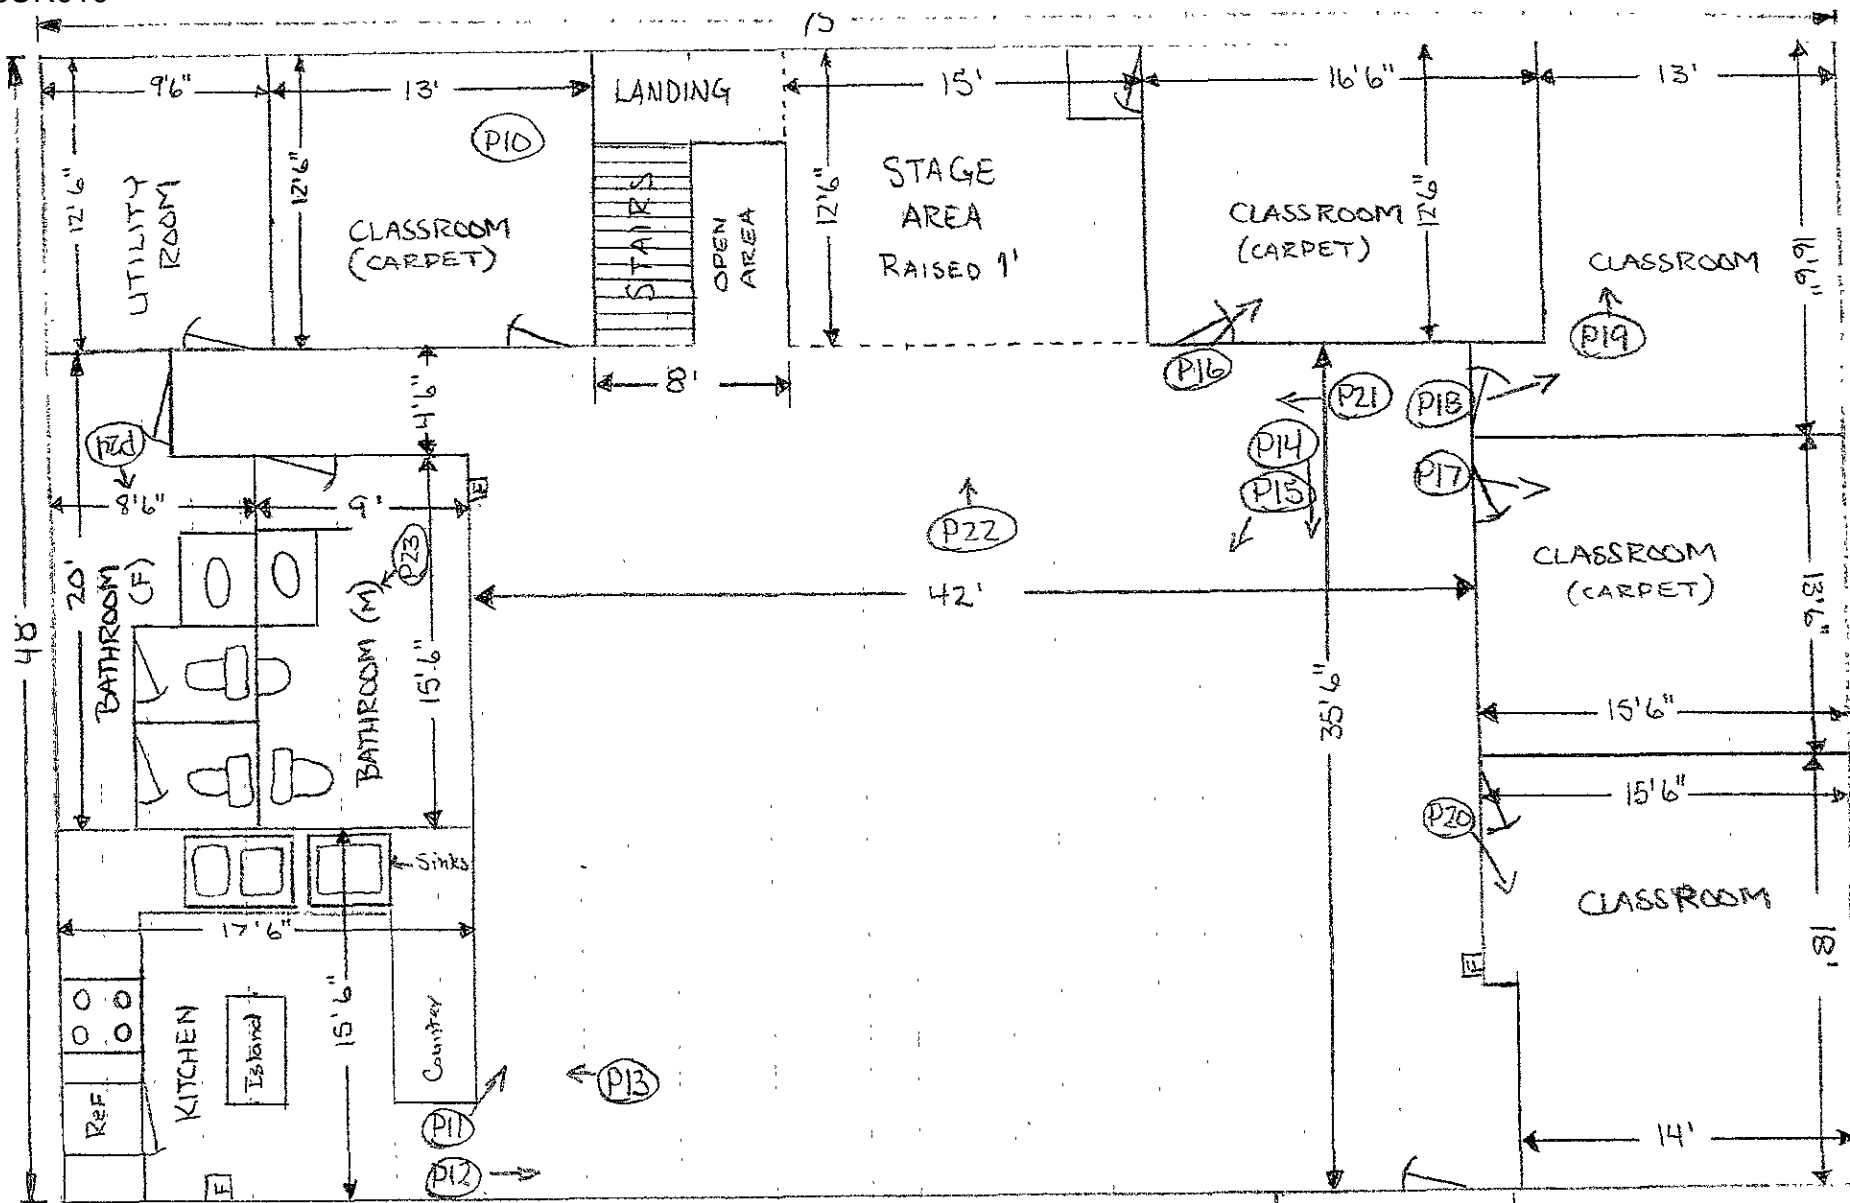 75
9'6"
13'
LANDING
15'
16'6"
13'
P10
12'6"
UTILITY
ROOM
12'6"
CLASSROOM
(CARPET)
STAIRS
OPEN
AREA
12'6"
STAGE
AREA
RAISED 1'
CLASSROOM
(CARPET)
12'6"
CLASSROOM
16'6"
P19
P16
8'
4'6"
P21
P18
P14
P15
P17
P24
8'6"
9'
E
P22
P23
42'
CLASSROOM
(CARPET)
13'6"
48
20'
BATHROOM
(F)
BATHROOM (M)
15'6"
35'6"
15'6"
15'6"
P20
Sinks
CLASSROOM
17'6"
15'6"
18'
F
KITCHEN
Island
Counter
Ref
P13
P11
P12
F
14'